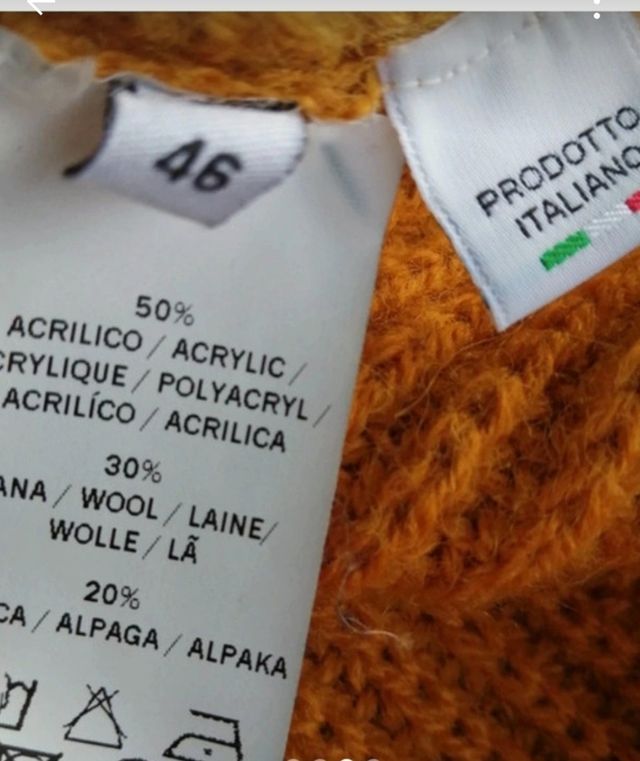 46
PRODOTTO
ITALIANO
50%
ACRILICO / ACRYLIC /
CRYLIQUE / POLYACRYL /
ACRILÍCO / ACRILICA
30%
ANA / WOOL / LAINE/
WOLLE / LÃ
20%
CA / ALPAGA / ALPAKA